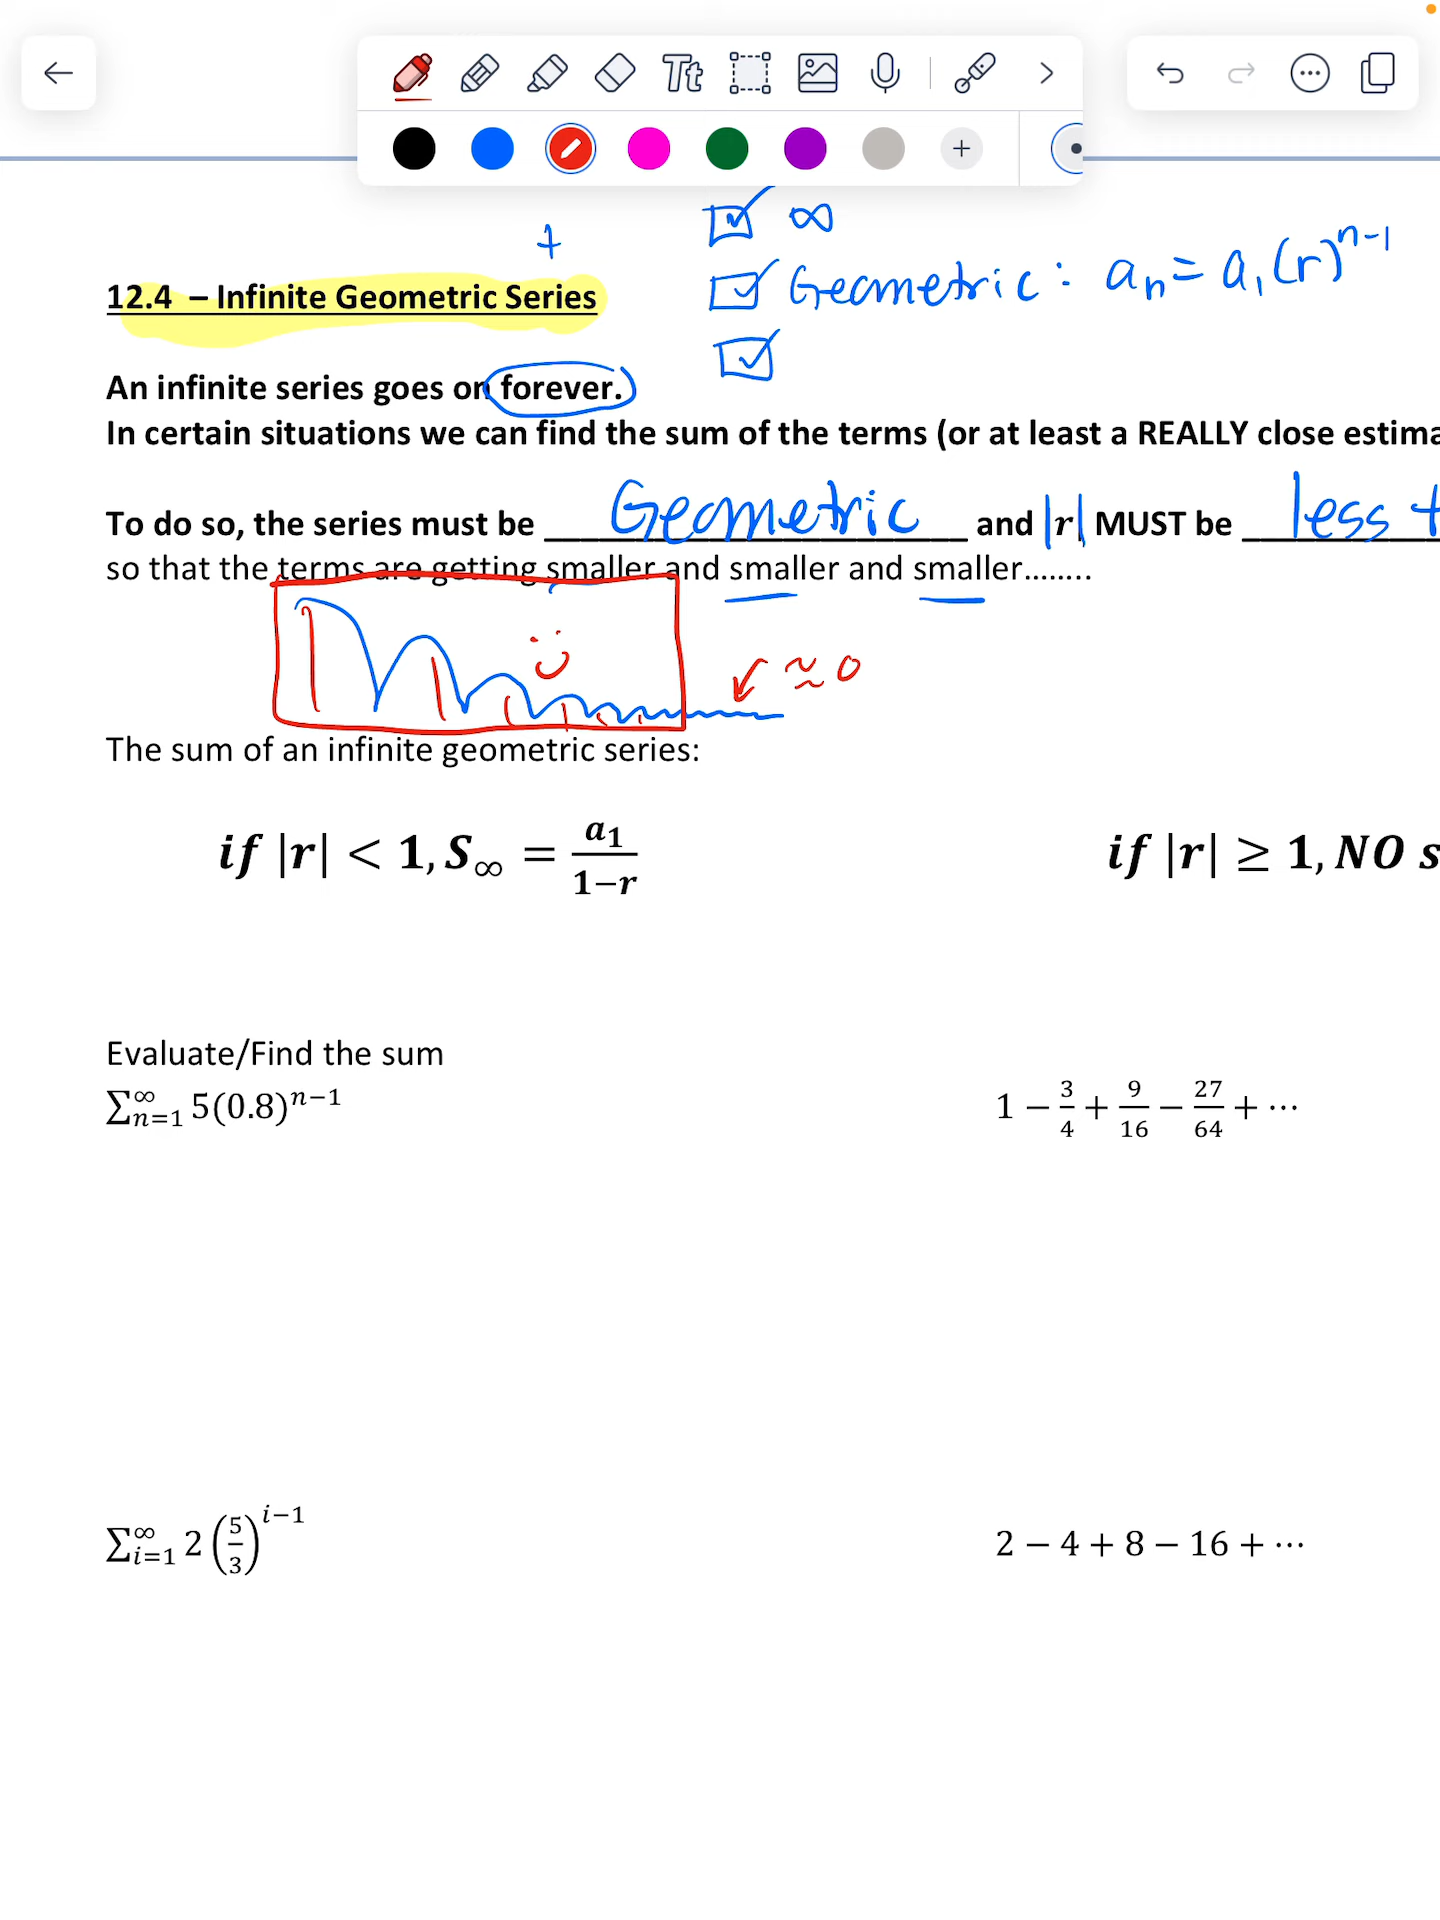 Tt
∞
+
Geometric: aₙ = a₁(r)ⁿ⁻¹
12.4 – Infinite Geometric Series
An infinite series goes on forever.
In certain situations we can find the sum of the terms (or at least a REALLY close estima
To do so, the series must be Geometric and |r| MUST be less t
so that the terms are getting smaller and smaller and smaller........
≈ 0
The sum of an infinite geometric series:
if |r| < 1, S∞ = a₁/(1−r) if |r| ≥ 1, NO s
Evaluate/Find the sum
∑_{n=1}^{∞} 5(0.8)ⁿ⁻¹ 1 − 3/4 + 9/16 − 27/64 + ⋯
∑_{i=1}^{∞} 2(5/3)^{i−1} 2 − 4 + 8 − 16 + ⋯